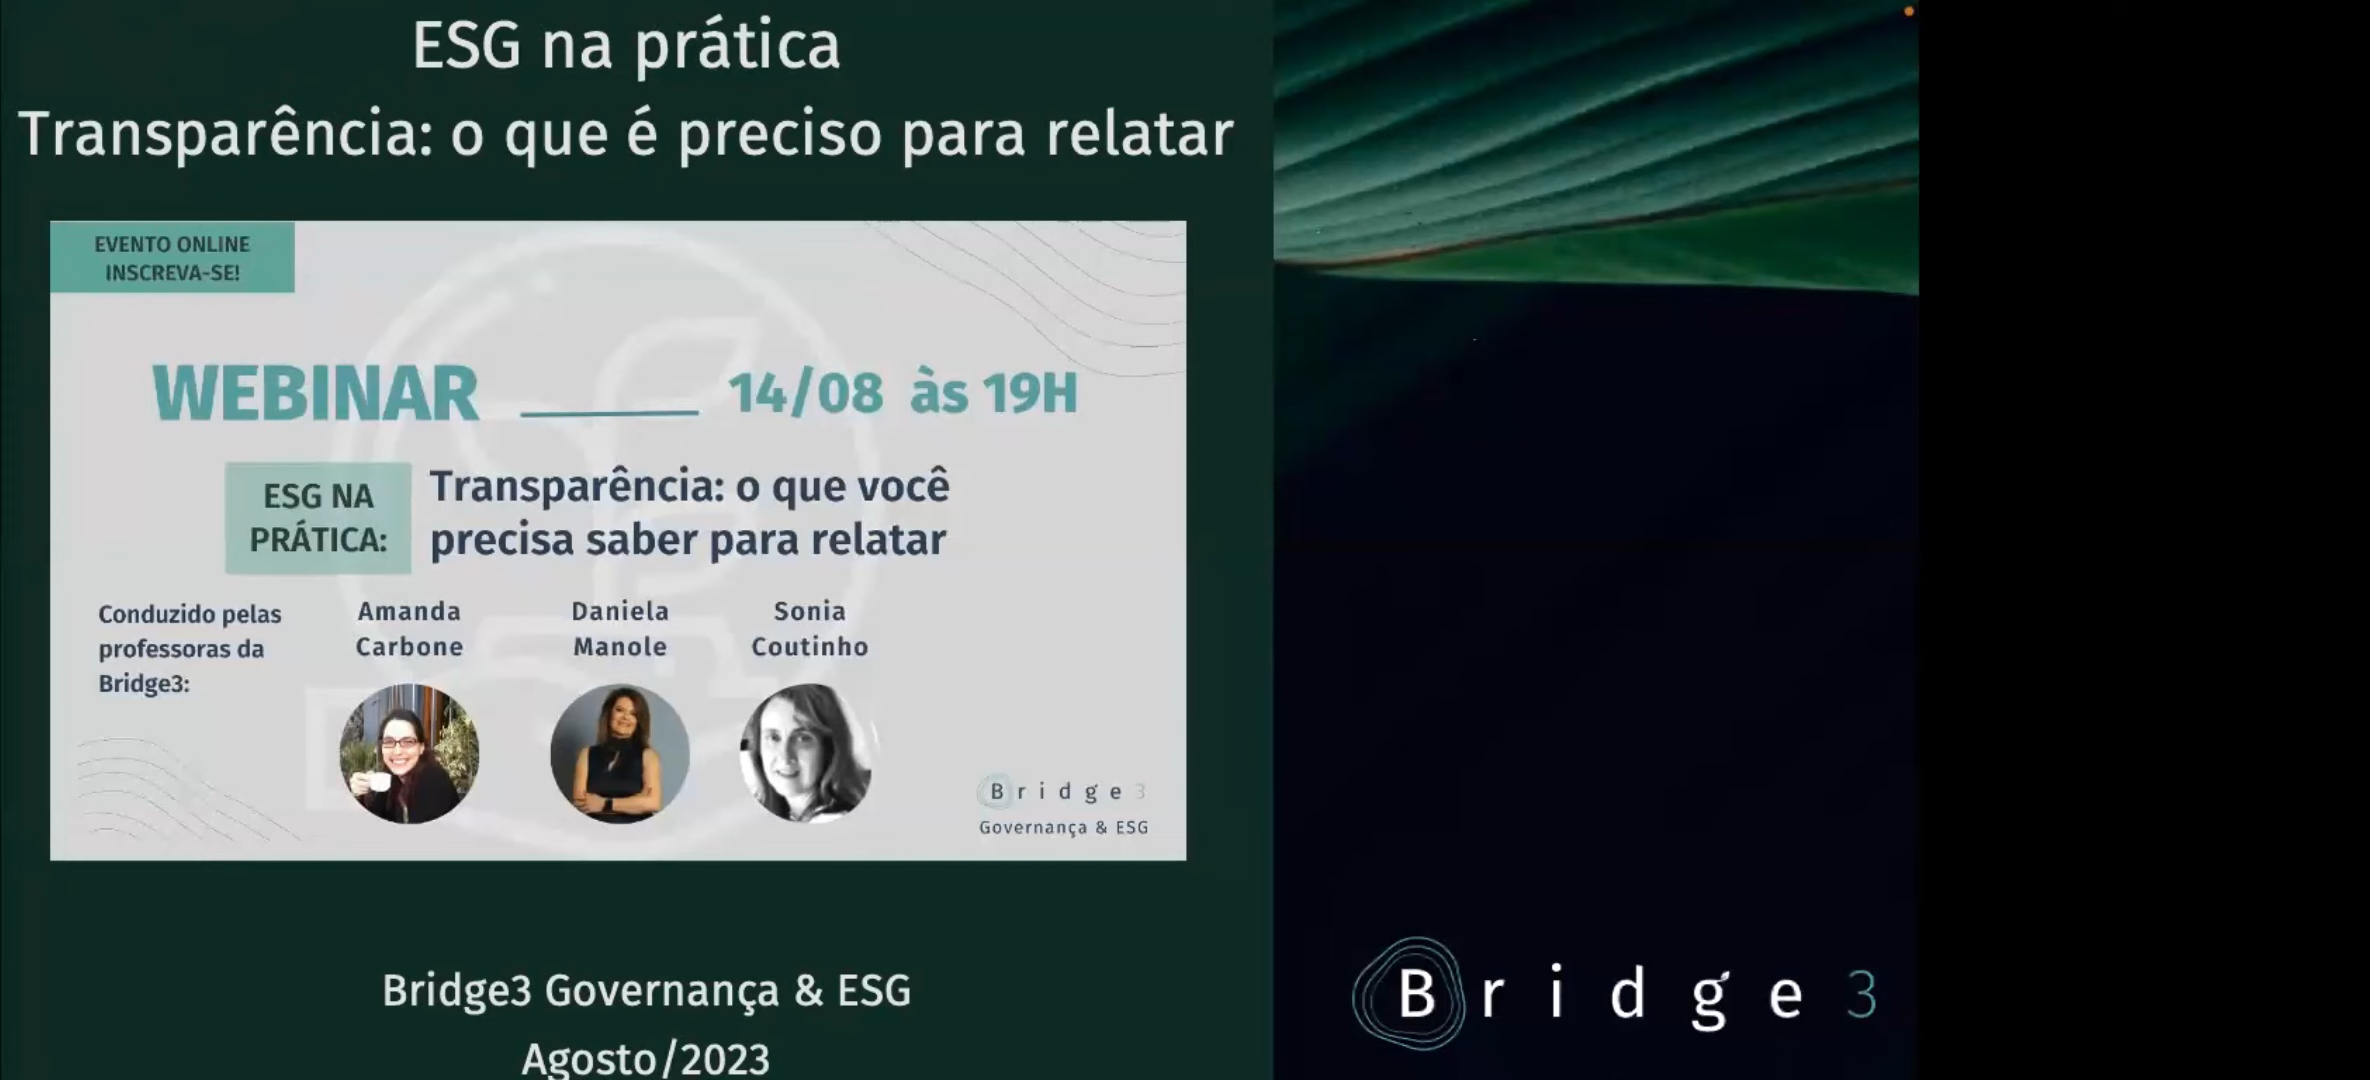 ESG na prática
Transparência: o que é preciso para relatar
EVENTO ONLINE
INSCREVA-SE!
WEBINAR 14/08 às 19H
ESG NA
PRÁTICA:
Transparência: o que você
precisa saber para relatar
Conduzido pelas
professoras da
Bridge3:
Amanda
Carbone
Daniela
Manole
Sonia
Coutinho
Bridge3
Governança & ESG
Bridge3 Governança & ESG
Agosto/2023
Bridge3